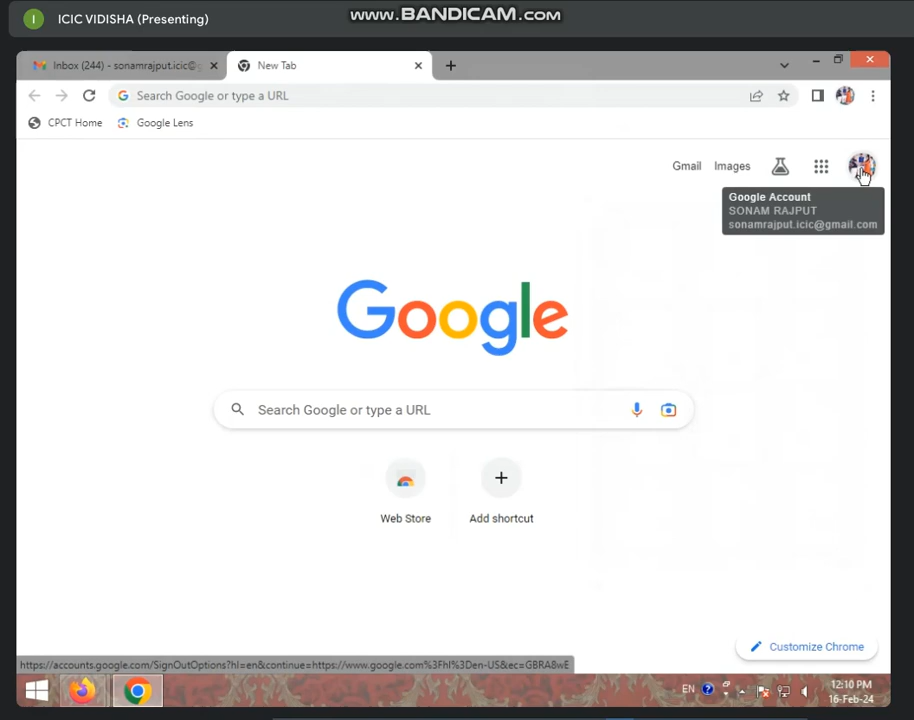 www.BANDICAM.com
I ICIC VIDISHA (Presenting)
Inbox (244) - sonamrajput.icic@g
New Tab
Search Google or type a URL
CPCT Home
Google Lens
Gmail
Images
Google Account
SONAM RAJPUT
sonamrajput.icic@gmail.com
Google
Search Google or type a URL
Web Store
Add shortcut
Customize Chrome
https://accounts.google.com/SignOutOptions?hl=en&continue=https://www.google.com%3Fhl%3Den-US&ec=GBRA8wE
EN
12:10 PM
16-Feb-24